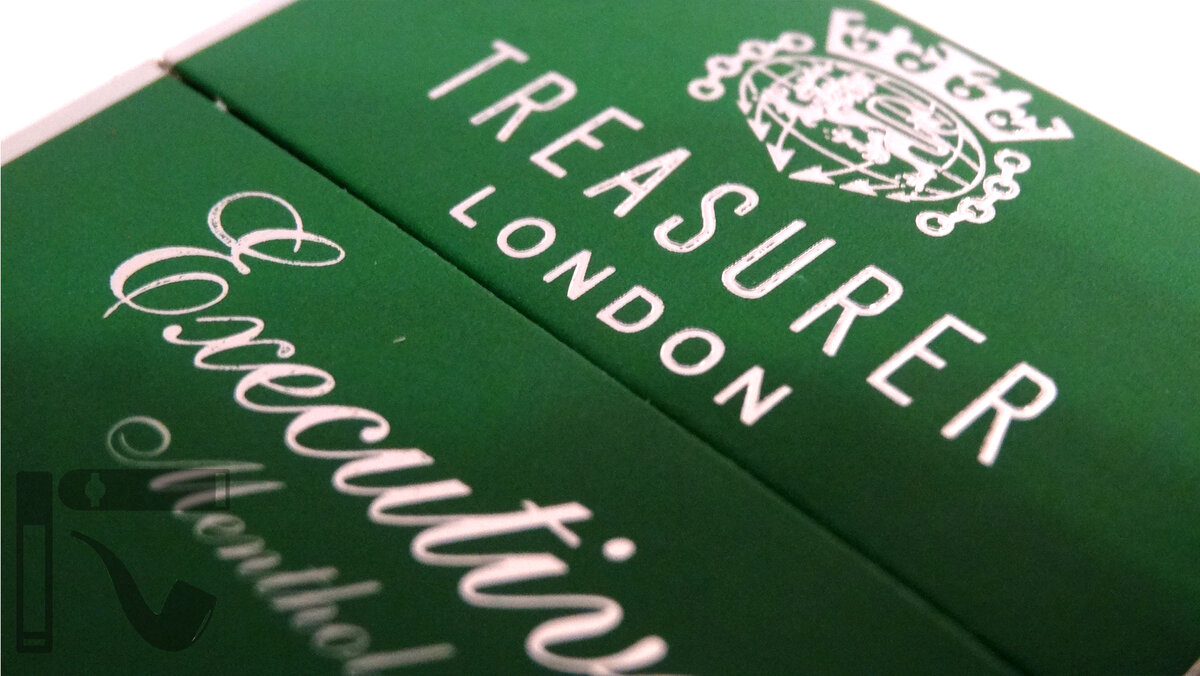 TREASURER
LONDON
Executiv
Menthol